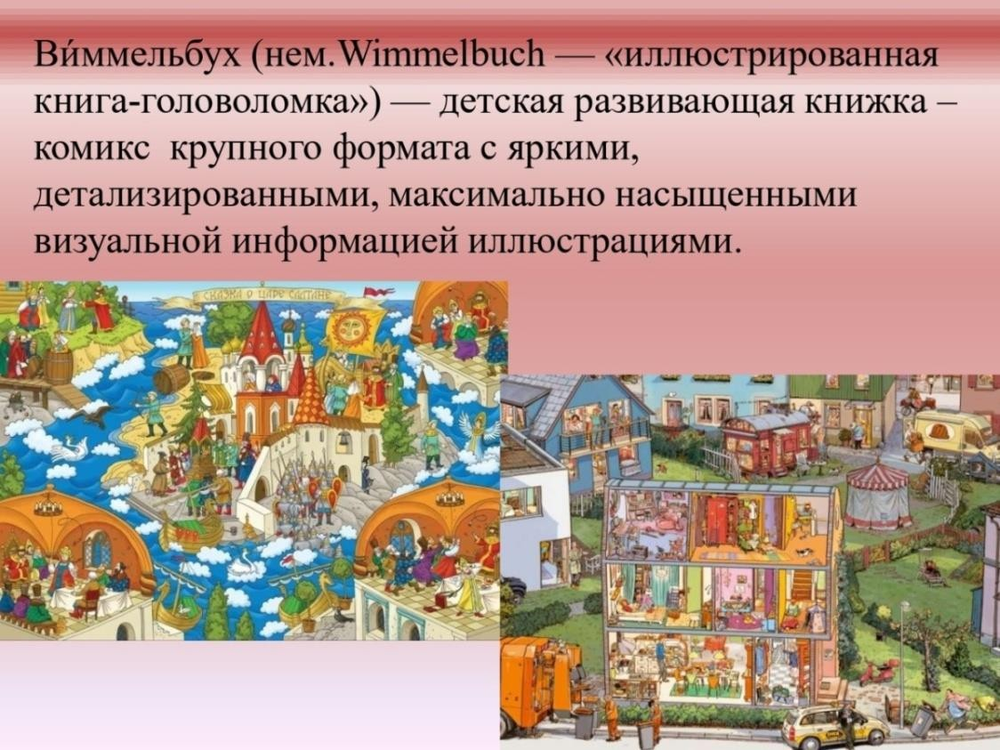 Ви́ммельбух (нем.Wimmelbuch — «иллюстрированная
книга-головоломка») — детская развивающая книжка –
комикс  крупного формата с яркими,
детализированными, максимально насыщенными
визуальной информацией иллюстрациями.
СКАЗКА О ЦАРЕ САЛТАНЕ